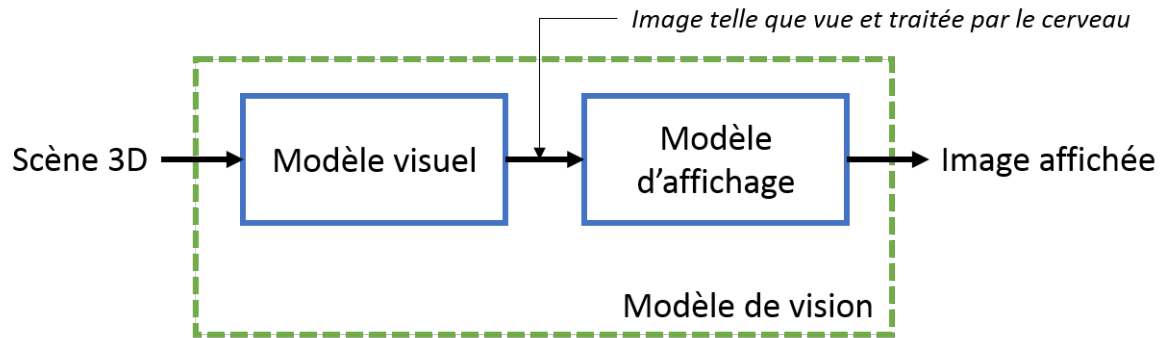 Image telle que vue et traitée par le cerveau
Scène 3D
Modèle visuel
Modèle
d'affichage
Image affichée
Modèle de vision